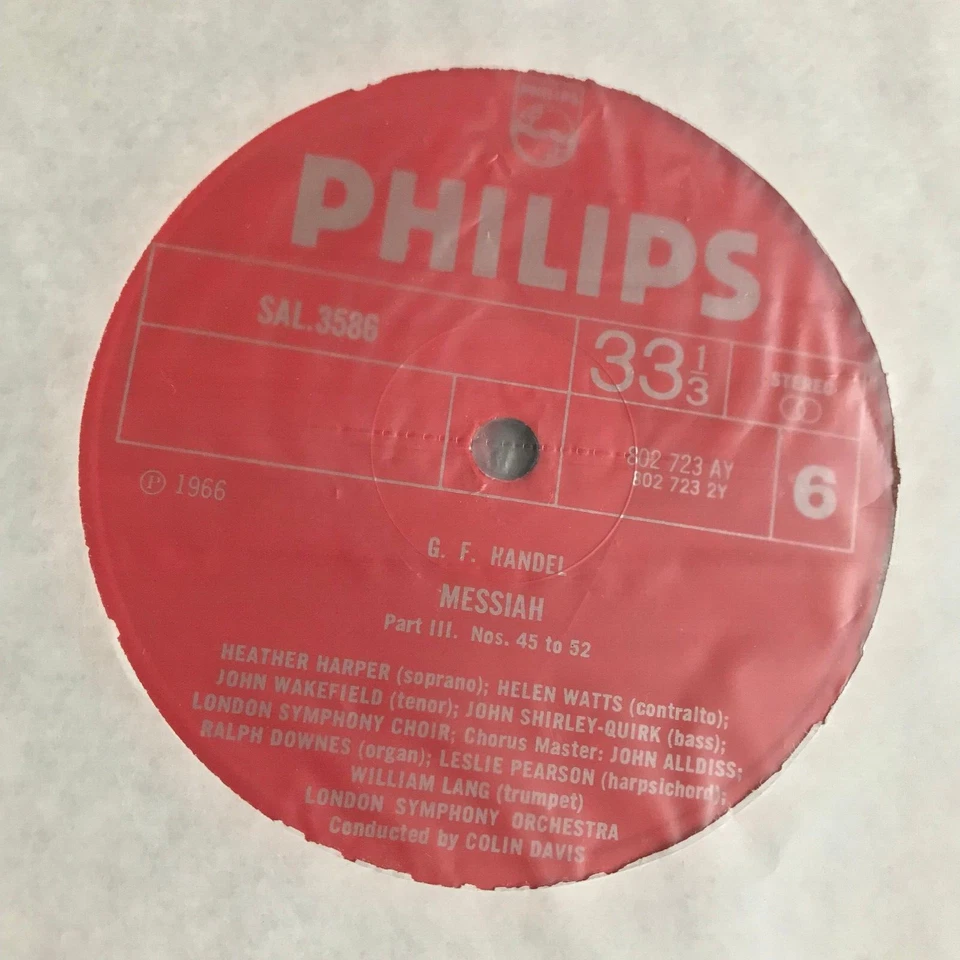 PHILIPS
PHILIPS
SAL.3586
33 1/3
STEREO
802 723 AY
802 723 2Y
6
℗ 1966
G. F. HANDEL
MESSIAH
Part III. Nos. 45 to 52
HEATHER HARPER (soprano); HELEN WATTS (contralto);
JOHN WAKEFIELD (tenor); JOHN SHIRLEY-QUIRK (bass);
LONDON SYMPHONY CHOIR; Chorus Master: JOHN ALLDISS;
RALPH DOWNES (organ); LESLIE PEARSON (harpsichord);
WILLIAM LANG (trumpet)
LONDON SYMPHONY ORCHESTRA
Conducted by COLIN DAVIS